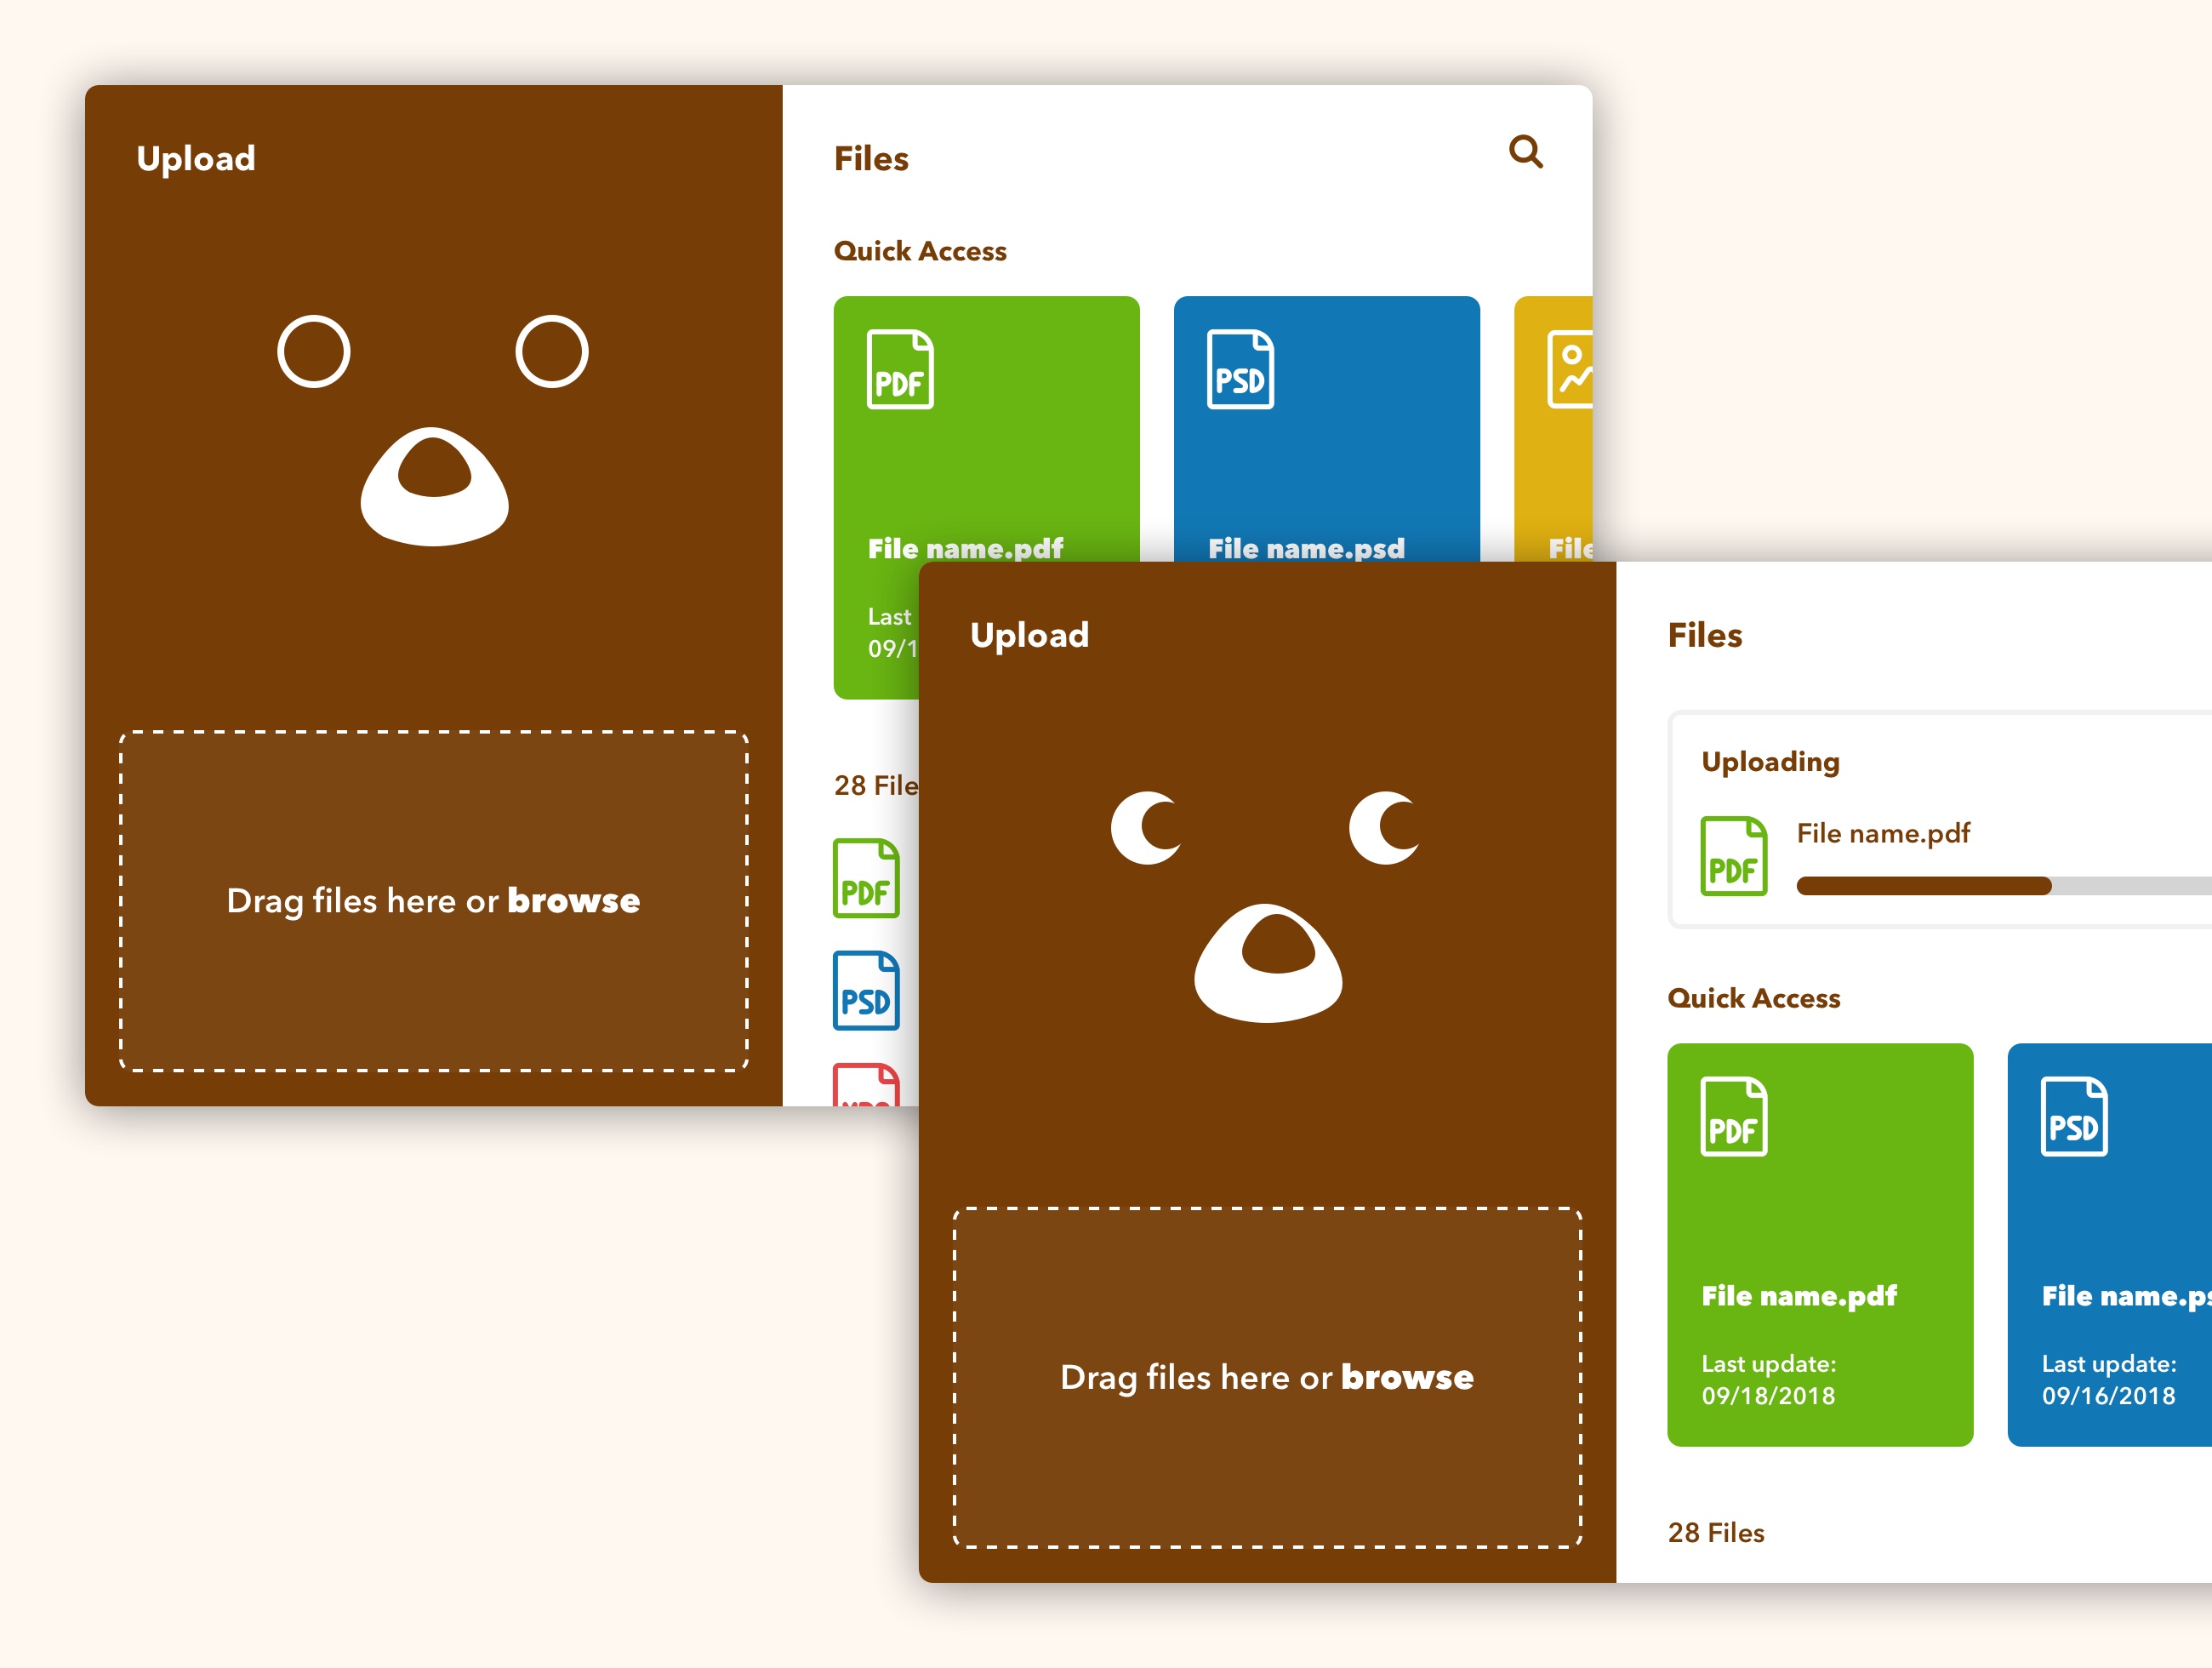 Upload
Drag files here or browse
Files
Quick Access
PDF
File name.pdf
Last
09/1
PSD
File name.psd
File
28 File
PDF
PSD
Upload
Drag files here or browse
Files
Uploading
PDF
File name.pdf
Quick Access
PDF
File name.pdf
Last update:
09/18/2018
PSD
File name.ps
Last update:
09/16/2018
28 Files